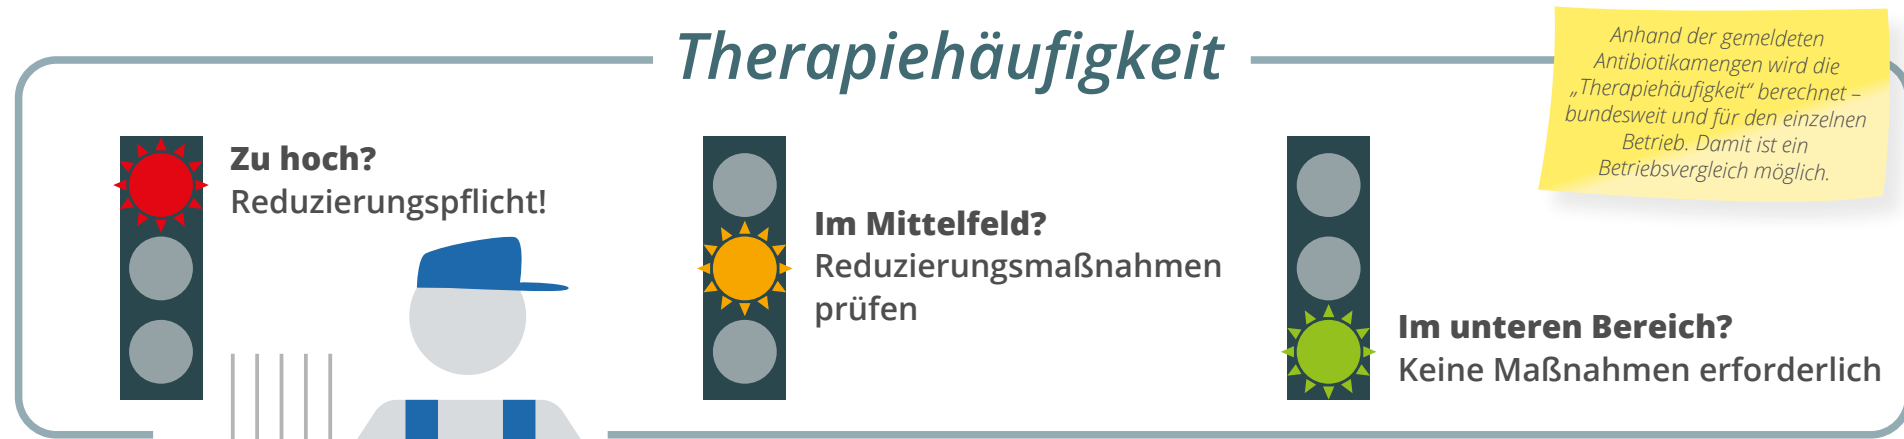 Therapiehäufigkeit
Anhand der gemeldeten
Antibiotikamengen wird die
„Therapiehäufigkeit“ berechnet –
bundesweit und für den einzelnen
Betrieb. Damit ist ein
Betriebsvergleich möglich.
Zu hoch?
Reduzierungspflicht!
Im Mittelfeld?
Reduzierungsmaßnahmen
prüfen
Im unteren Bereich?
Keine Maßnahmen erforderlich